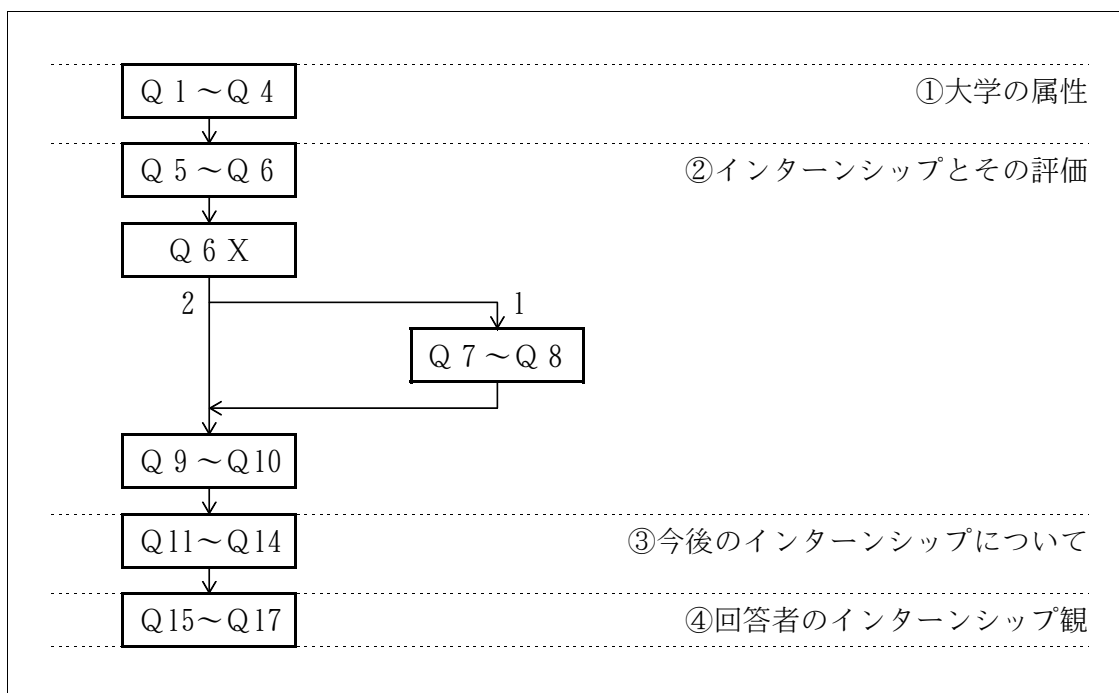 Ｑ１～Ｑ４
①大学の属性
Ｑ５～Ｑ６
②インターンシップとその評価
Ｑ６Ｘ
2
1
Ｑ７～Ｑ８
Ｑ９～Ｑ10
Ｑ11～Ｑ14
③今後のインターンシップについて
Ｑ15～Ｑ17
④回答者のインターンシップ観